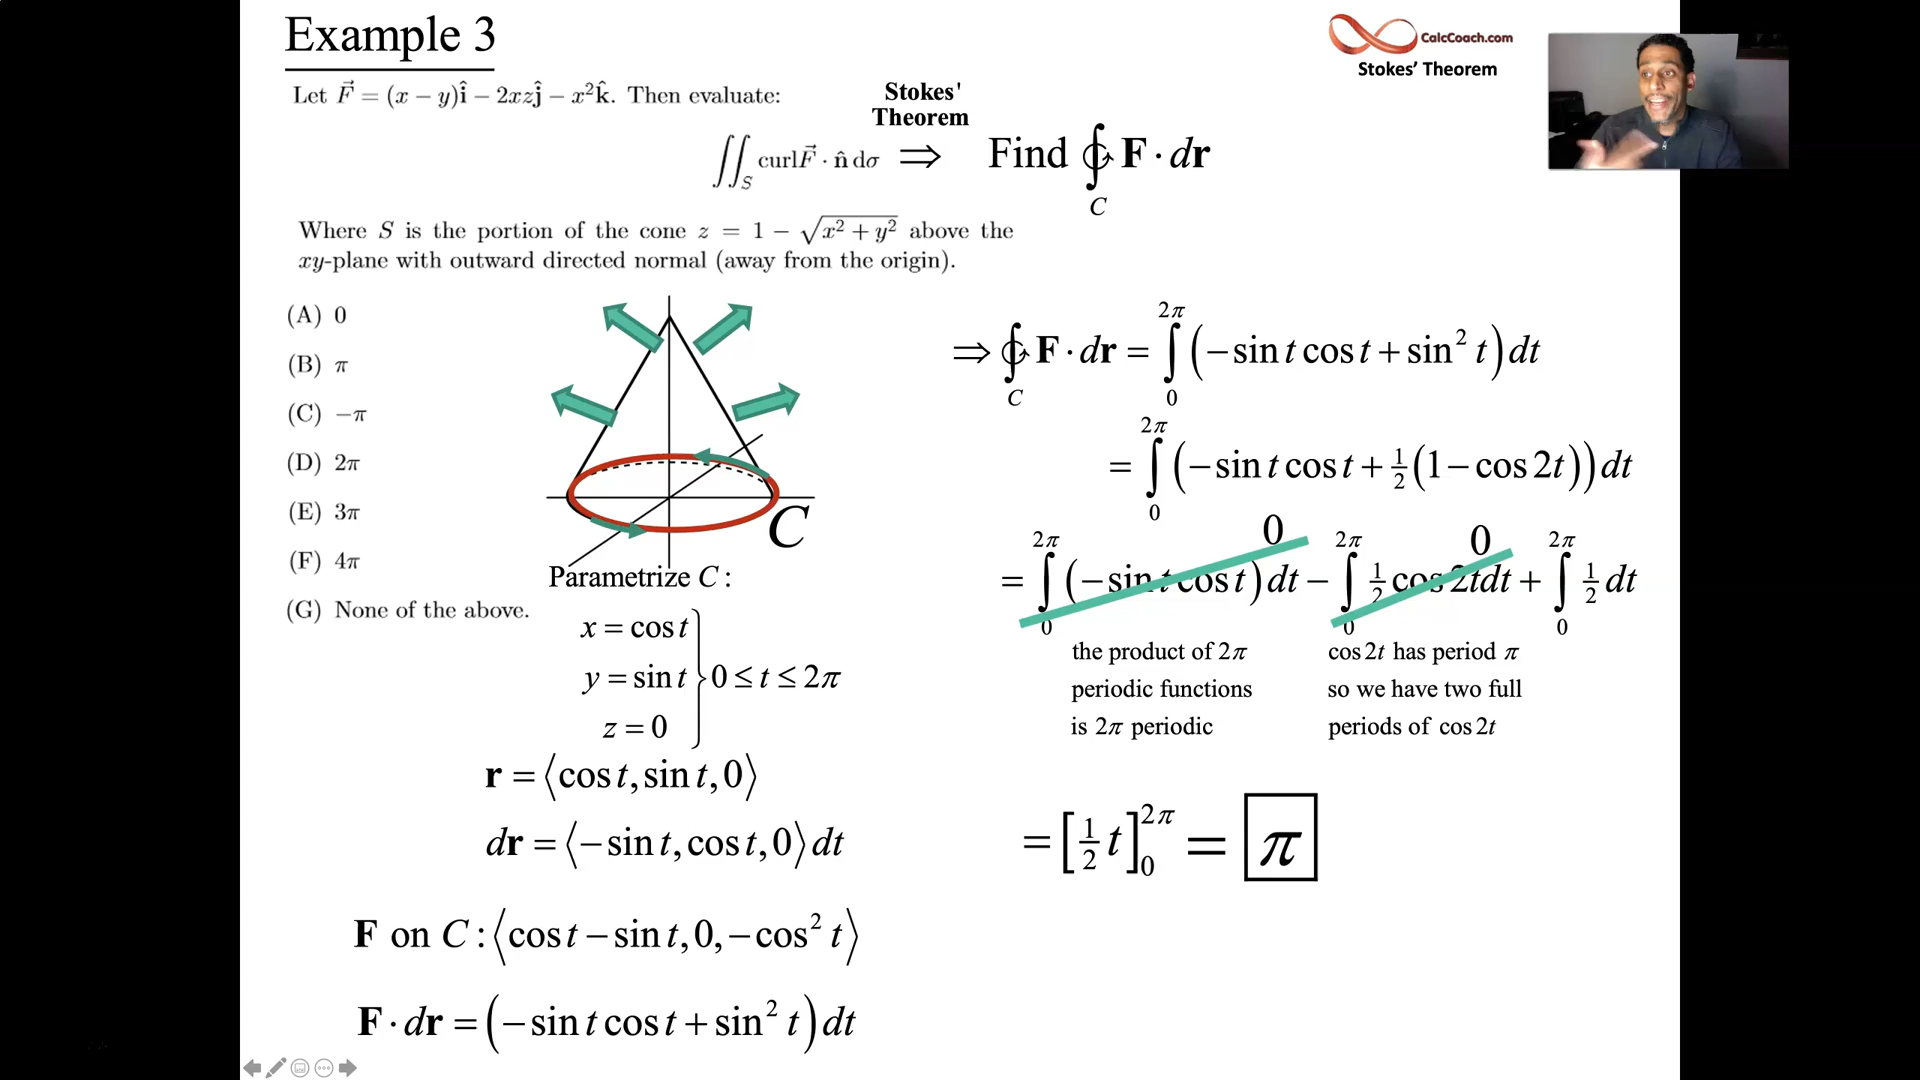 Example 3
CalcCoach.com
Stokes' Theorem
Let F⃗ = (x − y)î − 2xzĵ − x²k̂. Then evaluate:
Stokes'
Theorem
∬_S curlF⃗ · n̂ dσ ⇒ Find ∮_C F · dr
Where S is the portion of the cone z = 1 − √(x² + y²) above the
xy-plane with outward directed normal (away from the origin).
(A) 0
(B) π
(C) −π
(D) 2π
(E) 3π
(F) 4π
(G) None of the above.
C
Parametrize C :
x = cos t
y = sin t } 0 ≤ t ≤ 2π
z = 0
r = ⟨cos t, sin t, 0⟩
dr = ⟨−sin t, cos t, 0⟩ dt
F on C : ⟨cos t − sin t, 0, −cos² t⟩
F · dr = (−sin t cos t + sin² t) dt
⇒ ∮_C F · dr = ∫₀^{2π} (−sin t cos t + sin² t) dt
= ∫₀^{2π} (−sin t cos t + ½(1 − cos 2t)) dt
0 0
= ∫₀^{2π} (−sin t cos t) dt − ∫₀^{2π} ½ cos 2t dt + ∫₀^{2π} ½ dt
the product of 2π
periodic functions
is 2π periodic
cos 2t has period π
so we have two full
periods of cos 2t
= [½ t]₀^{2π} = π